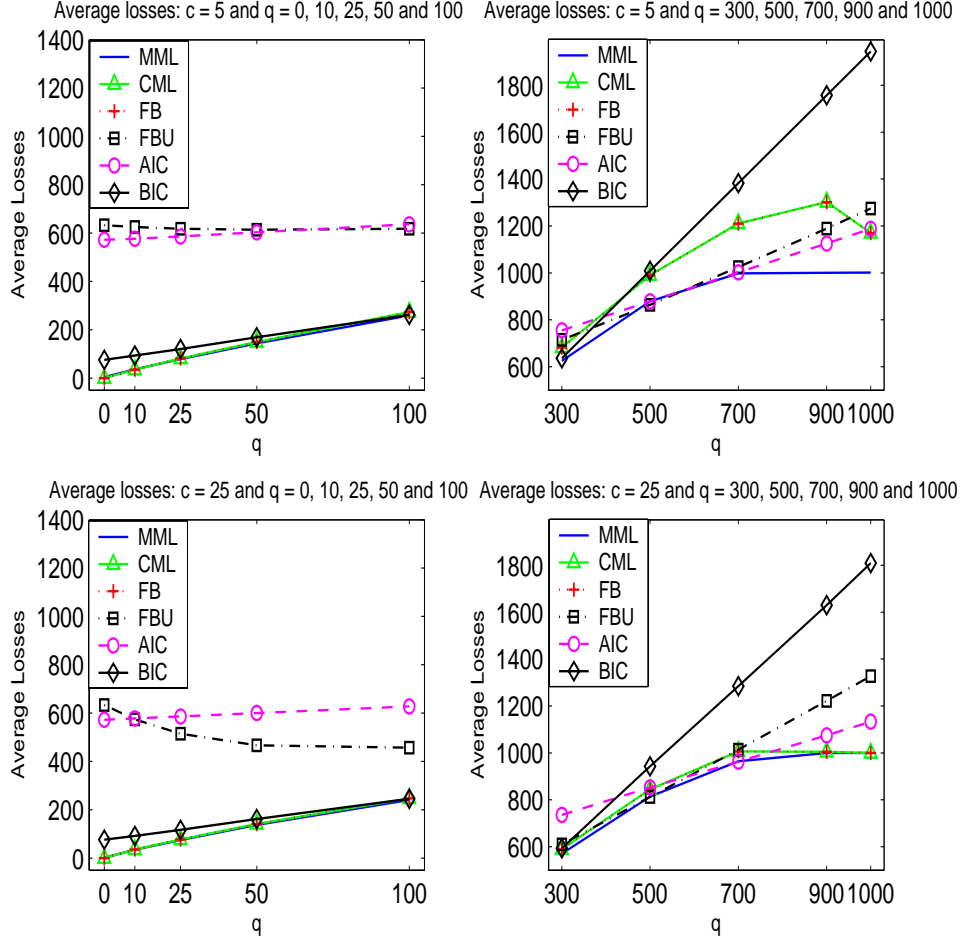 Average losses: c = 5 and q = 0, 10, 25, 50 and 100
1400
1200
1000
800
600
400
200
0
Average Losses
MML
CML
FB
FBU
AIC
BIC
0 10 25 50 100
q
Average losses: c = 5 and q = 300, 500, 700, 900 and 1000
1800
1600
1400
1200
1000
800
600
Average Losses
MML
CML
FB
FBU
AIC
BIC
300 500 700 900 1000
q
Average losses: c = 25 and q = 0, 10, 25, 50 and 100
1400
1200
1000
800
600
400
200
0
Average Losses
MML
CML
FB
FBU
AIC
BIC
0 10 25 50 100
q
Average losses: c = 25 and q = 300, 500, 700, 900 and 1000
1800
1600
1400
1200
1000
800
600
Average Losses
MML
CML
FB
FBU
AIC
BIC
300 500 700 900 1000
q